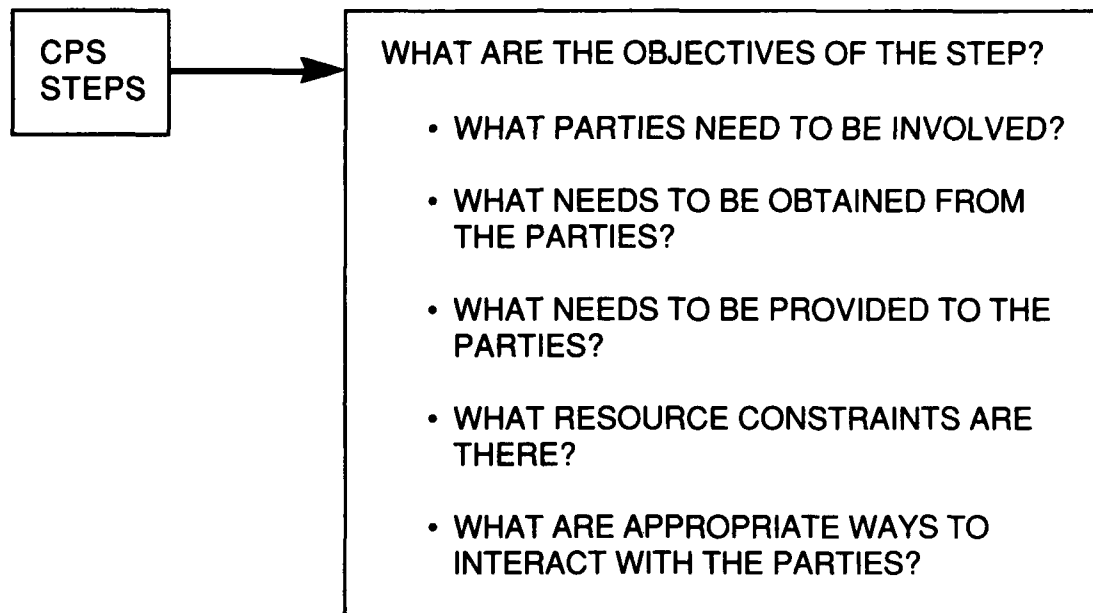 CPS
STEPS
WHAT ARE THE OBJECTIVES OF THE STEP?
• WHAT PARTIES NEED TO BE INVOLVED?
• WHAT NEEDS TO BE OBTAINED FROM
THE PARTIES?
• WHAT NEEDS TO BE PROVIDED TO THE
PARTIES?
• WHAT RESOURCE CONSTRAINTS ARE
THERE?
• WHAT ARE APPROPRIATE WAYS TO
INTERACT WITH THE PARTIES?